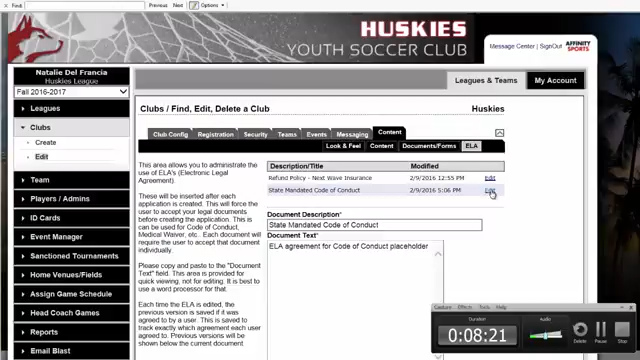 Find:
Previous
Next
Options
HUSKIES
YOUTH SOCCER CLUB
Message Center | SignOut
AFFINITY
SPORTS
Natalie Del Francia
Huskies League
Fall 2016-2017
Leagues & Teams
My Account
Leagues
Clubs
Create
Edit
Team
Players / Admins
ID Cards
Event Manager
Sanctioned Tournaments
Home Venues/Fields
Assign Game Schedule
Head Coach Games
Reports
Email Blast
Clubs / Find, Edit, Delete a Club
Huskies
Club Config
Registration
Security
Teams
Events
Messaging
Content
Look & Feel
Content
Documents/Forms
ELA
This area allows you to administrate
the use of ELA's (Electronic Legal
Agreement).
These will be inserted after each
application is created. This will force
the user to accept your legal documents
before creating the application. This is
can be used for Code of Conduct,
Medical Waiver, etc. Each document will
require the user to accept that document
individually.
Please copy and paste to the "Document
Text" field. This area is provided for
quick viewing, not for editing. It is best to
use a word processor for that.
Each time the ELA is edited, the
previous version is saved if it was
agreed to by a user. This is saved to
track exactly which agreement each user
agreed to. Previous versions will be
shown below the current document
Description/Title
Modified
Refund Policy - Next Wave Insurance
2/9/2016 12:55 PM
Edit
State Mandated Code of Conduct
2/9/2016 5:06 PM
Edit
Document Description*
State Mandated Code of Conduct
Document Text*
ELA agreement for Code of Conduct placeholder
Capture
Effects
Tools
Help
Duration
0:08:21
Audio
Delete
Pause
Stop